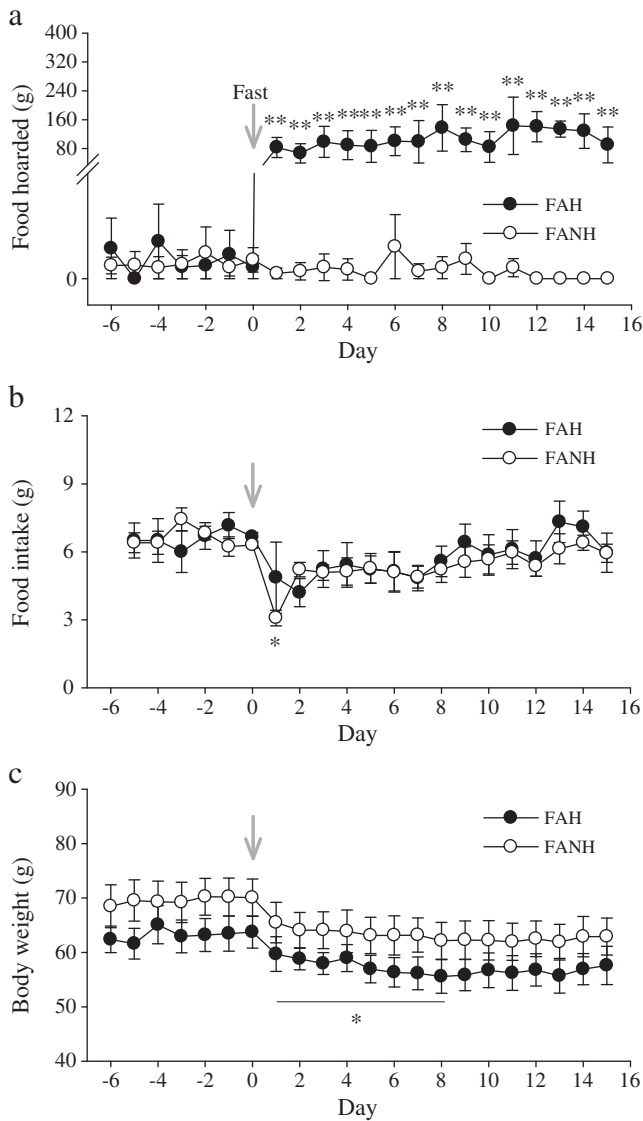 a
400
320
240
160
80
0
Food hoarded (g)
Fast
** ** ** ** ** ** ** ** ** ** ** ** ** ** **
FAH
FANH
-6 -4 -2 0 2 4 6 8 10 12 14 16
Day
b
12
9
6
3
0
Food intake (g)
FAH
FANH
*
-6 -4 -2 0 2 4 6 8 10 12 14 16
Day
c
90
80
70
60
50
40
Body weight (g)
FAH
FANH
*
-6 -4 -2 0 2 4 6 8 10 12 14 16
Day